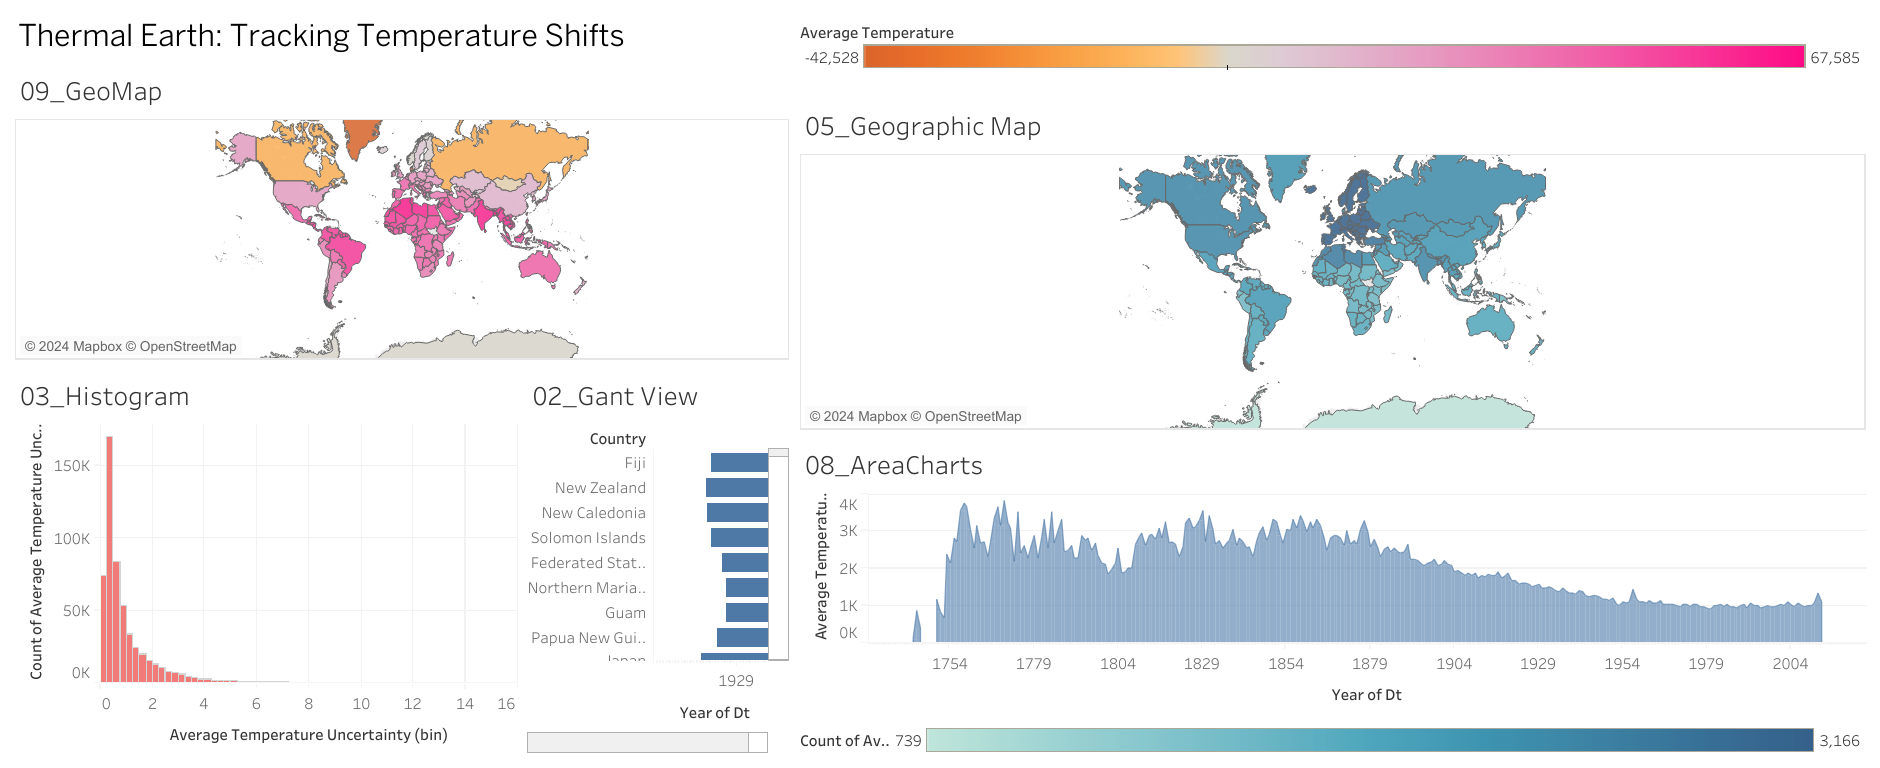 Thermal Earth: Tracking Temperature Shifts
Average Temperature
-42,528
67,585
09_GeoMap
© 2024 Mapbox © OpenStreetMap
05_Geographic Map
© 2024 Mapbox © OpenStreetMap
03_Histogram
Count of Average Temperature Unc..
150K
100K
50K
0K
0 2 4 6 8 10 12 14 16
Average Temperature Uncertainty (bin)
02_Gant View
Country
Fiji
New Zealand
New Caledonia
Solomon Islands
Federated Stat..
Northern Maria..
Guam
Papua New Gui..
Japan
1929
Year of Dt
08_AreaCharts
Average Temperatu..
4K
3K
2K
1K
0K
1754 1779 1804 1829 1854 1879 1904 1929 1954 1979 2004
Year of Dt
Count of Av.. 739
3,166